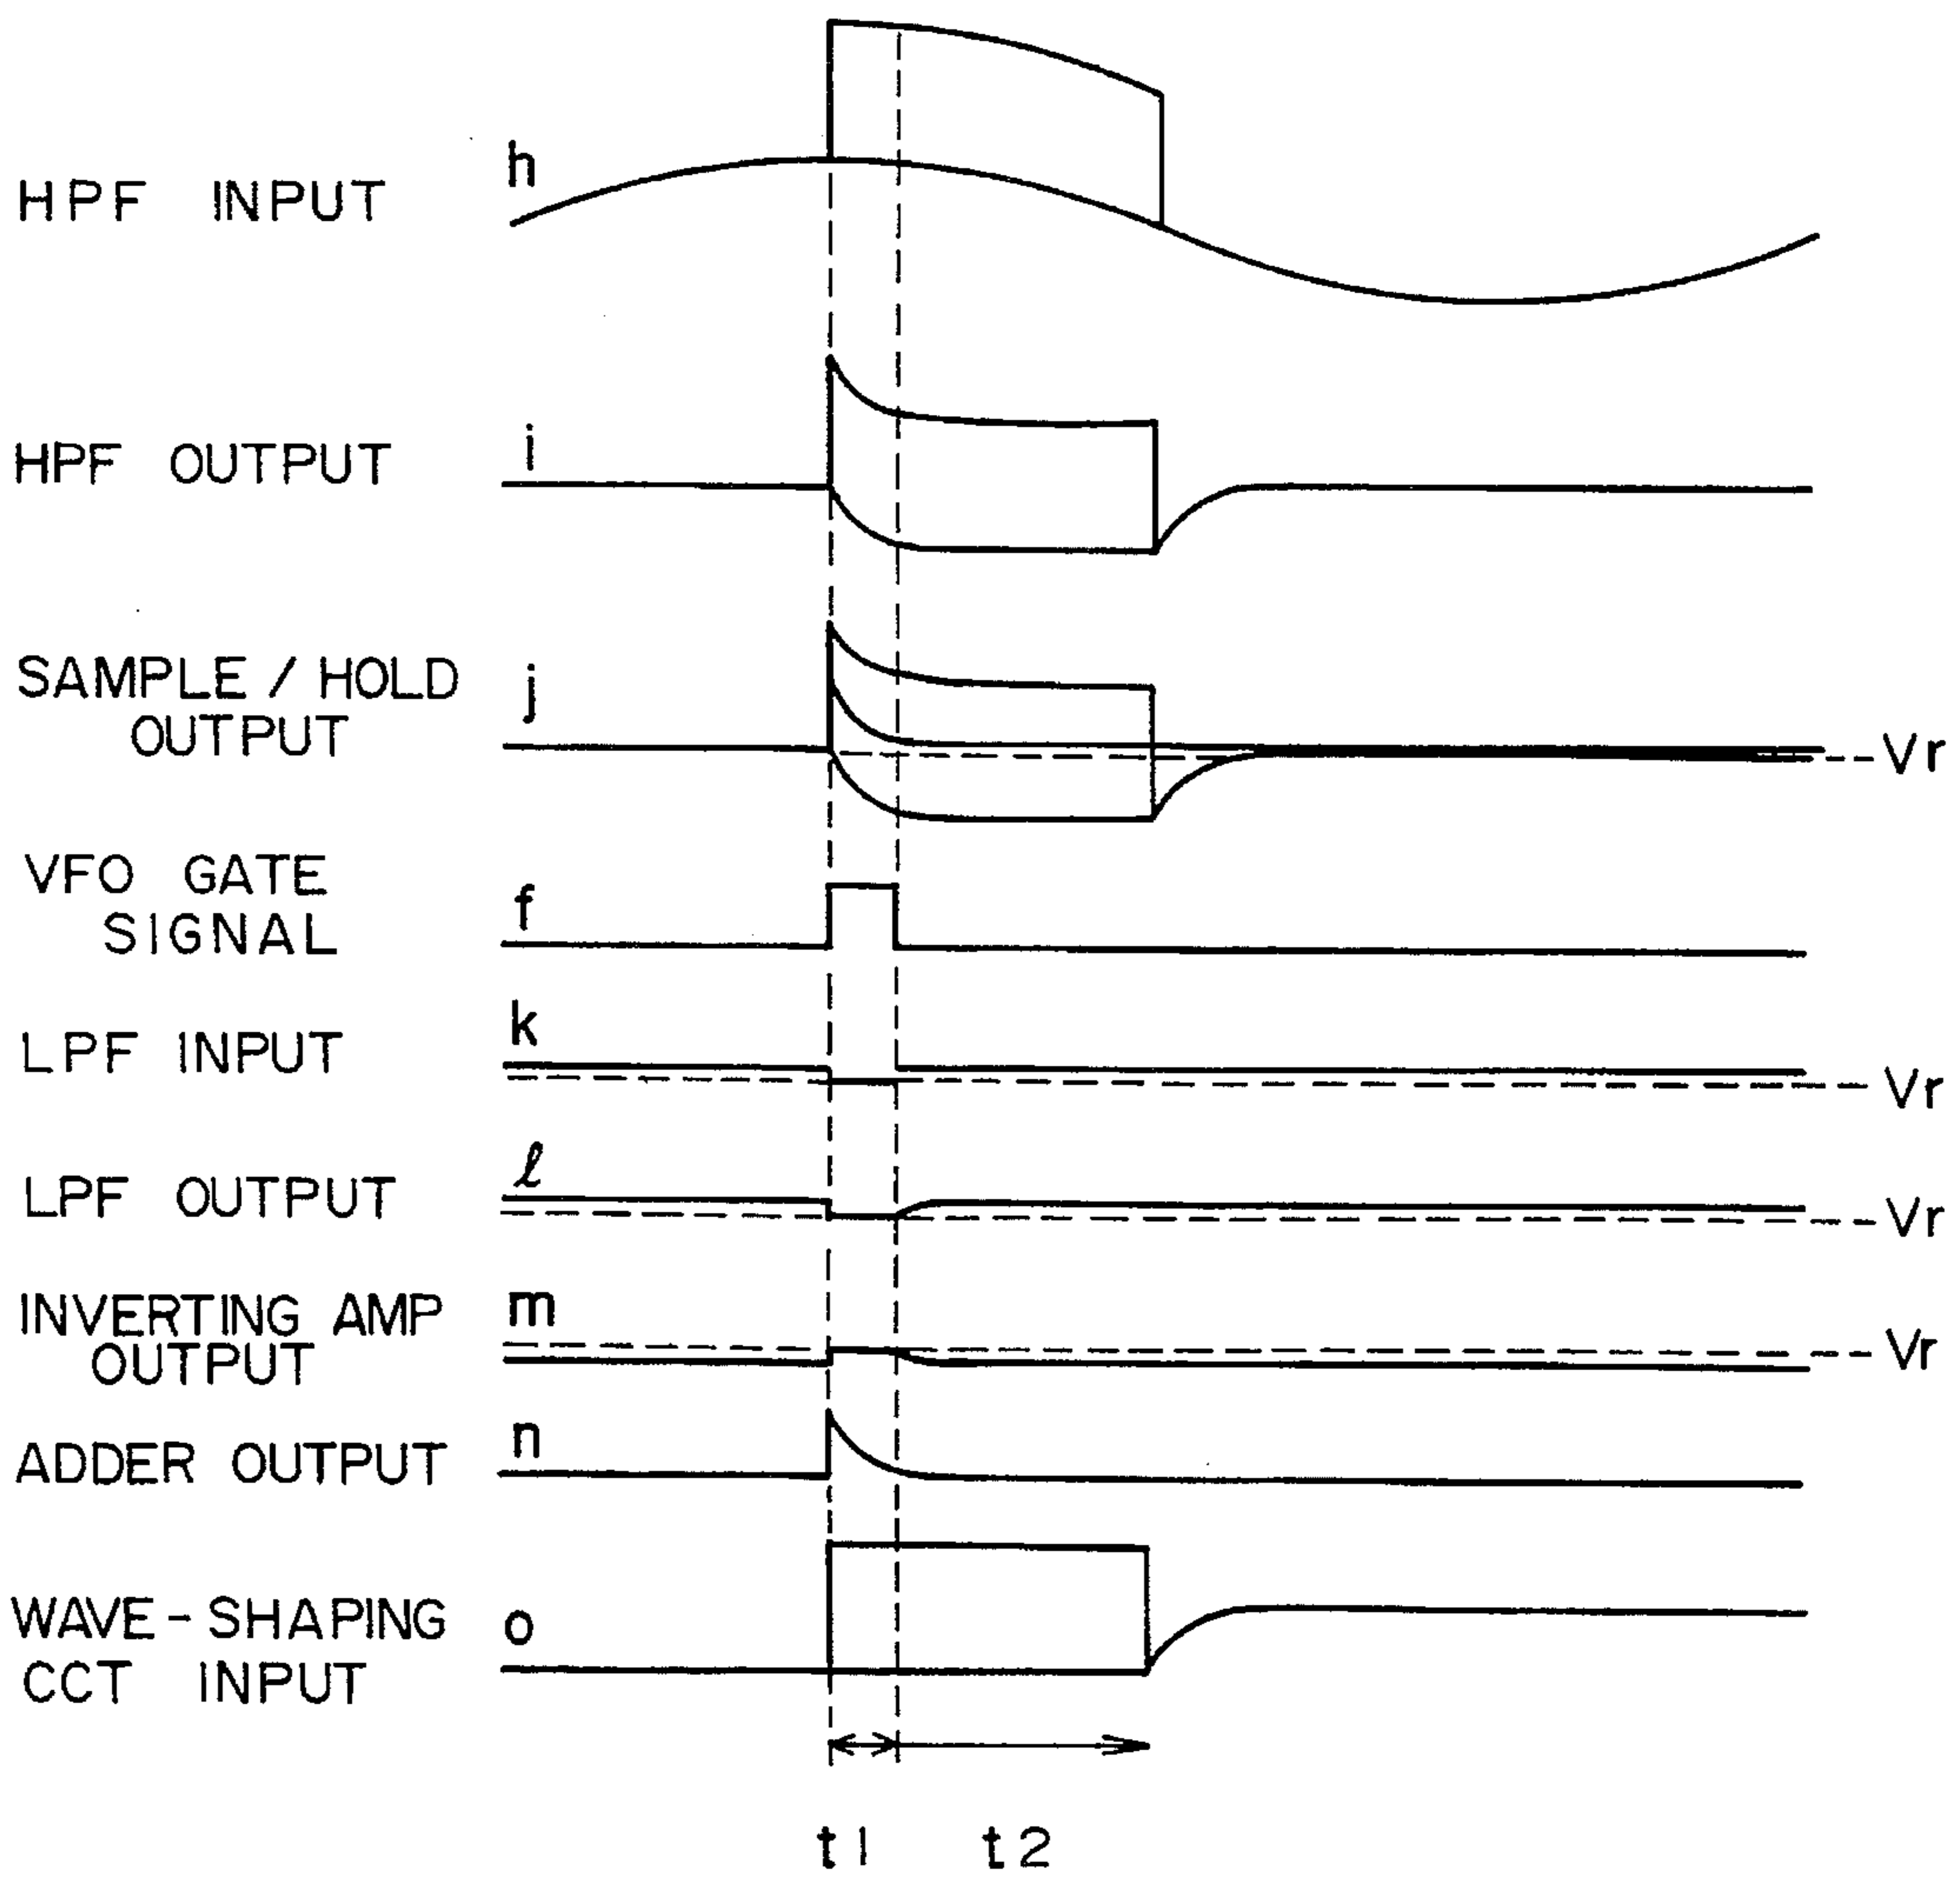 HPF INPUT h
HPF OUTPUT i
SAMPLE / HOLD
OUTPUT j
Vr
VFO GATE
SIGNAL f
LPF INPUT k
Vr
LPF OUTPUT ℓ
Vr
INVERTING AMP
OUTPUT m
Vr
ADDER OUTPUT n
WAVE-SHAPING
CCT INPUT o
t1 t2